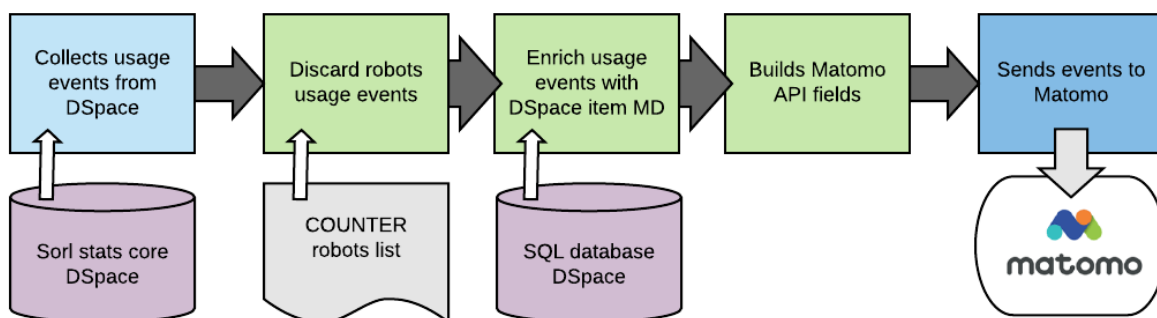 Collects usage
events from
DSpace
Discard robots
usage events
Enrich usage
events with
DSpace item MD
Builds Matomo
API fields
Sends events to
Matomo
Sorl stats core
DSpace
COUNTER
robots list
SQL database
DSpace
matomo